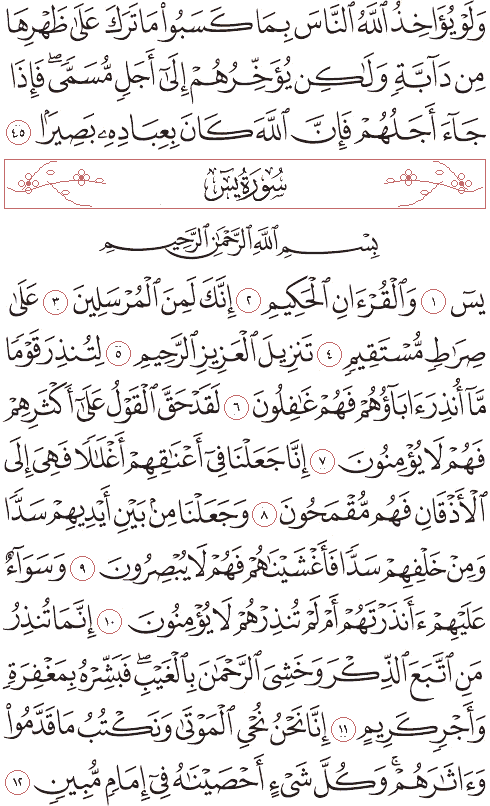 وَلَوْ يُؤَاخِذُ ٱللَّهُ ٱلنَّاسَ بِمَا كَسَبُوا۟ مَا تَرَكَ عَلَىٰ ظَهْرِهَا
مِن دَآبَّةٍ وَلَـٰكِن يُؤَخِّرُهُمْ إِلَىٰٓ أَجَلٍ مُّسَمًّى ۖ فَإِذَا
جَآءَ أَجَلُهُمْ فَإِنَّ ٱللَّهَ كَانَ بِعِبَادِهِۦ بَصِيرًۢا ٤٥
سُورَةُ يسٓ
بِسْمِ ٱللَّهِ ٱلرَّحْمَـٰنِ ٱلرَّحِيمِ
يسٓ ١ وَٱلْقُرْءَانِ ٱلْحَكِيمِ ٢ إِنَّكَ لَمِنَ ٱلْمُرْسَلِينَ ٣ عَلَىٰ
صِرَٰطٍ مُّسْتَقِيمٍ ٤ تَنزِيلَ ٱلْعَزِيزِ ٱلرَّحِيمِ ٥ لِتُنذِرَ قَوْمًا
مَّآ أُنذِرَ ءَابَآؤُهُمْ فَهُمْ غَـٰفِلُونَ ٦ لَقَدْ حَقَّ ٱلْقَوْلُ عَلَىٰٓ أَكْثَرِهِمْ
فَهُمْ لَا يُؤْمِنُونَ ٧ إِنَّا جَعَلْنَا فِىٓ أَعْنَـٰقِهِمْ أَغْلَـٰلًا فَهِىَ إِلَى
ٱلْأَذْقَانِ فَهُم مُّقْمَحُونَ ٨ وَجَعَلْنَا مِنۢ بَيْنِ أَيْدِيهِمْ سَدًّا
وَمِنْ خَلْفِهِمْ سَدًّا فَأَغْشَيْنَـٰهُمْ فَهُمْ لَا يُبْصِرُونَ ٩ وَسَوَآءٌ
عَلَيْهِمْ ءَأَنذَرْتَهُمْ أَمْ لَمْ تُنذِرْهُمْ لَا يُؤْمِنُونَ ١٠ إِنَّمَا تُنذِرُ
مَنِ ٱتَّبَعَ ٱلذِّكْرَ وَخَشِىَ ٱلرَّحْمَـٰنَ بِٱلْغَيْبِ ۖ فَبَشِّرْهُ بِمَغْفِرَةٍ
وَأَجْرٍ كَرِيمٍ ١١ إِنَّا نَحْنُ نُحْىِ ٱلْمَوْتَىٰ وَنَكْتُبُ مَا قَدَّمُوا۟
وَءَاثَـٰرَهُمْ ۚ وَكُلَّ شَىْءٍ أَحْصَيْنَـٰهُ فِىٓ إِمَامٍ مُّبِينٍ ١٢